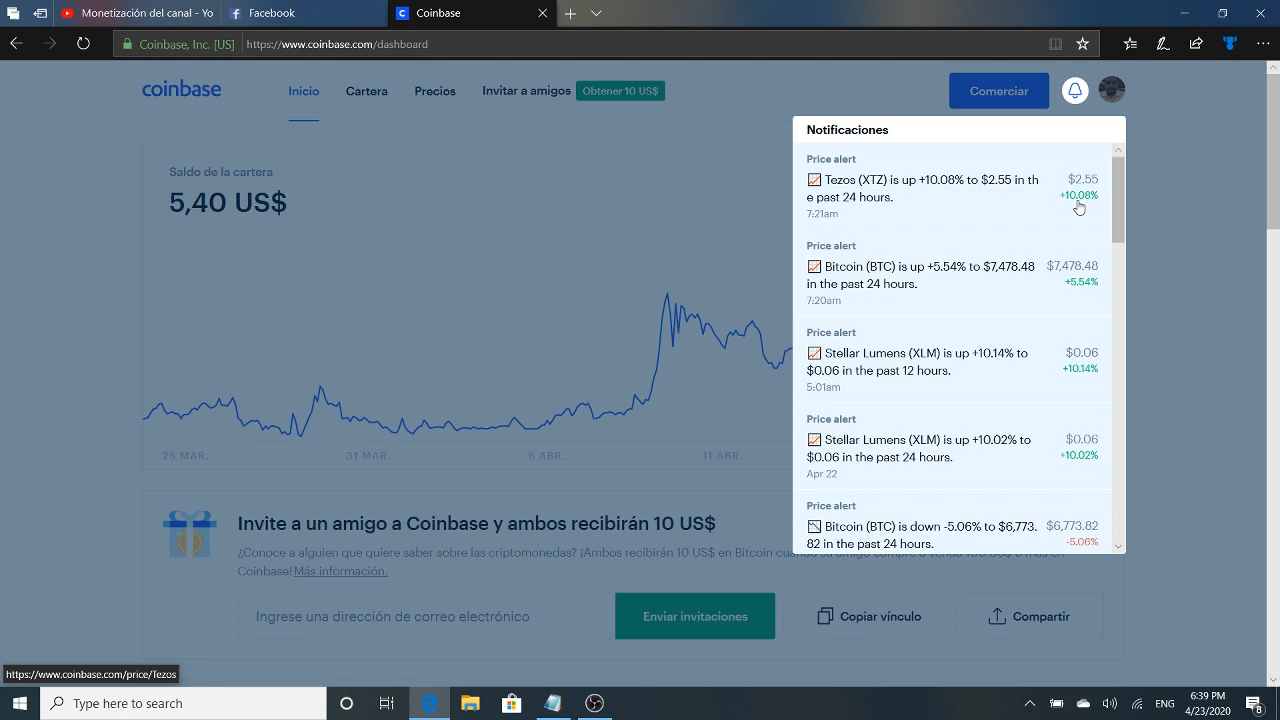 Monetización del canal - Yo
Facebook
Coinbase
Coinbase, Inc. [US]
https://www.coinbase.com/dashboard
coinbase
Inicio
Cartera
Precios
Invitar a amigos
Obtener 10 US$
Comerciar
Saldo de la cartera
5,40 US$
26 MAR.
31 MAR.
6 ABR.
11 ABR.
Notificaciones
Price alert
Tezos (XTZ) is up +10.08% to $2.55 in th
e past 24 hours.
7:21am
$2.55
+10.08%
Price alert
Bitcoin (BTC) is up +5.54% to $7,478.48
in the past 24 hours.
7:20am
$7,478.48
+5.54%
Price alert
Stellar Lumens (XLM) is up +10.14% to
$0.06 in the past 12 hours.
5:01am
$0.06
+10.14%
Price alert
Stellar Lumens (XLM) is up +10.02% to
$0.06 in the past 24 hours.
Apr 22
$0.06
+10.02%
Price alert
Bitcoin (BTC) is down -5.06% to $6,773.
82 in the past 24 hours.
$6,773.82
-5.06%
Invite a un amigo a Coinbase y ambos recibirán 10 US$
¿Conoce a alguien que quiere saber sobre las criptomonedas? ¡Ambos recibirán 10 US$ en Bitcoin cuando su amigo compre o venda 100 US$ o más en
Coinbase! Más información.
Ingrese una dirección de correo electrónico
Enviar invitaciones
Copiar vínculo
Compartir
https://www.coinbase.com/price/Tezos
Type here to search
ENG
6:39 PM
4/23/2020
8